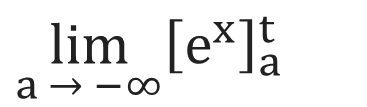 lim [eˣ]ᵗₐ
a → −∞